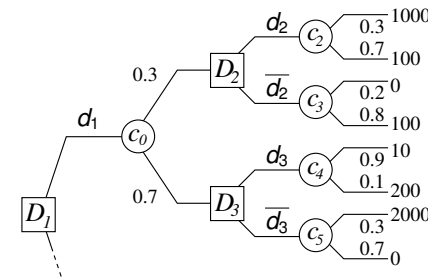 d₂ c₂ 1000
0.3
0.7
100
0.3 D₂
d̅₂ c₃ 0
0.2
0.8
100
d₁ c₀
d₃ c₄ 10
0.9
0.1
200
D₁ 0.7 D₃
d̅₃ c₅ 2000
0.3
0.7
0